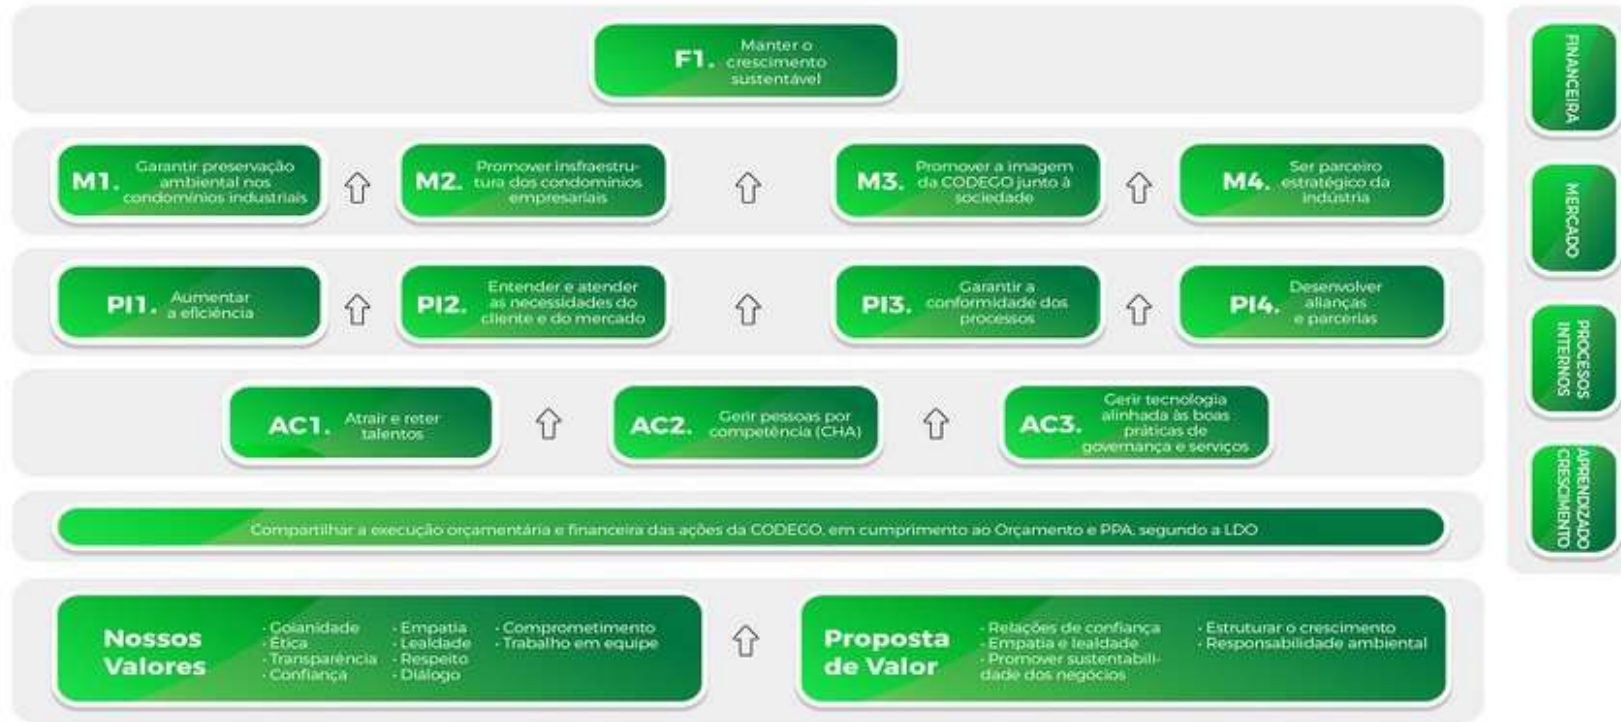 F1. Manter o
crescimento
sustentável
M1. Garantir preservação
ambiental nos
condomínios industriais
M2. Promover insfraestru-
tura dos condomínios
empresariais
M3. Promover a imagem
da CODEGO junto à
sociedade
M4. Ser parceiro
estratégico da
indústria
PI1. Aumentar
a eficiência
PI2. Entender e atender
as necessidades do
cliente e do mercado
PI3. Garantir a
conformidade dos
processos
PI4. Desenvolver
alianças
e parcerias
AC1. Atrair e reter
talentos
AC2. Gerir pessoas por
competência (CHA)
AC3. Gerir tecnologia
alinhada às boas
práticas de
governança e serviços
Compartilhar a execução orçamentária e financeira das ações da CODEGO, em cumprimento ao Orçamento e PPA, segundo a LDO
Nossos
Valores
• Goianidade
• Ética
• Transparência
• Confiança
• Empatia
• Lealdade
• Respeito
• Diálogo
• Comprometimento
• Trabalho em equipe
Proposta
de Valor
• Relações de confiança
• Empatia e lealdade
• Promover sustentabili-
dade dos negócios
• Estruturar o crescimento
• Responsabilidade ambiental
FINANCEIRA
MERCADO
PROCESOS
INTERNOS
APRENDIZADO
CRESCIMENTO